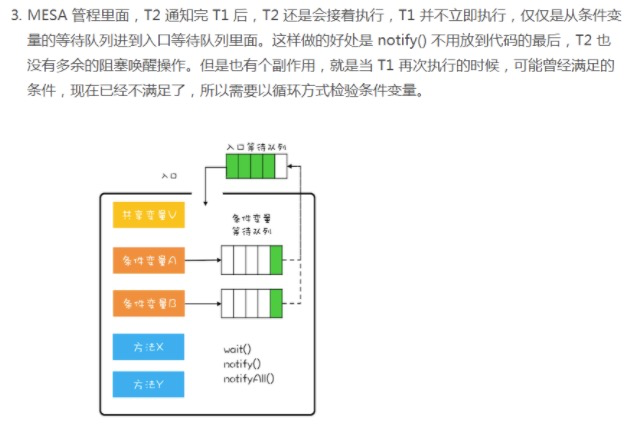 3. MESA 管程里面，T2 通知完 T1 后，T2 还是会接着执行，T1 并不立即执行，仅仅是从条件变
量的等待队列进到入口等待队列里面。这样做的好处是 notify() 不用放到代码的最后，T2 也
没有多余的阻塞唤醒操作。但是也有个副作用，就是当 T1 再次执行的时候，可能曾经满足的
条件，现在已经不满足了，所以需要以循环方式检验条件变量。
入口等待队列
入口
共享变量V
条件变量
等待队列
条件变量A
条件变量B
方法X
wait()
notify()
notifyAll()
方法Y